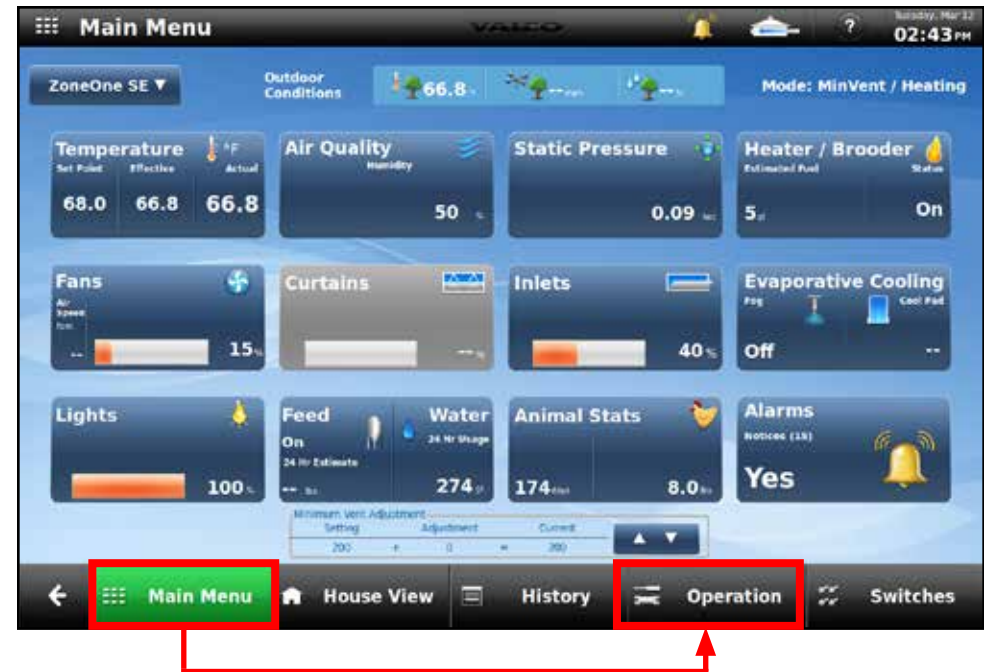 Main Menu
VALCO
?
Tuesday, Mar 12
02:43 PM
ZoneOne SE ▼
Outdoor
Conditions
66.8
Mode: MinVent / Heating
Temperature °F
Set Point Effective Actual
68.0 66.8 66.8
Air Quality
Humidity
50 %
Static Pressure
0.09
Heater / Brooder
Estimated Fuel Status
5 On
Fans
Air
Speed
-- 15%
Curtains
-- %
Inlets
40 %
Evaporative Cooling
Fog Cool Pad
Off --
Lights
100 %
Feed Water
On 24 Hr Usage
24 Hr Estimate
-- 274
Animal Stats
174 8.0
Alarms
Notices (15)
Yes
Minimum Vent Adjustment
Setting Adjustment Current
200 + 0 = 200
▲ ▼
Main Menu House View History Operation Switches